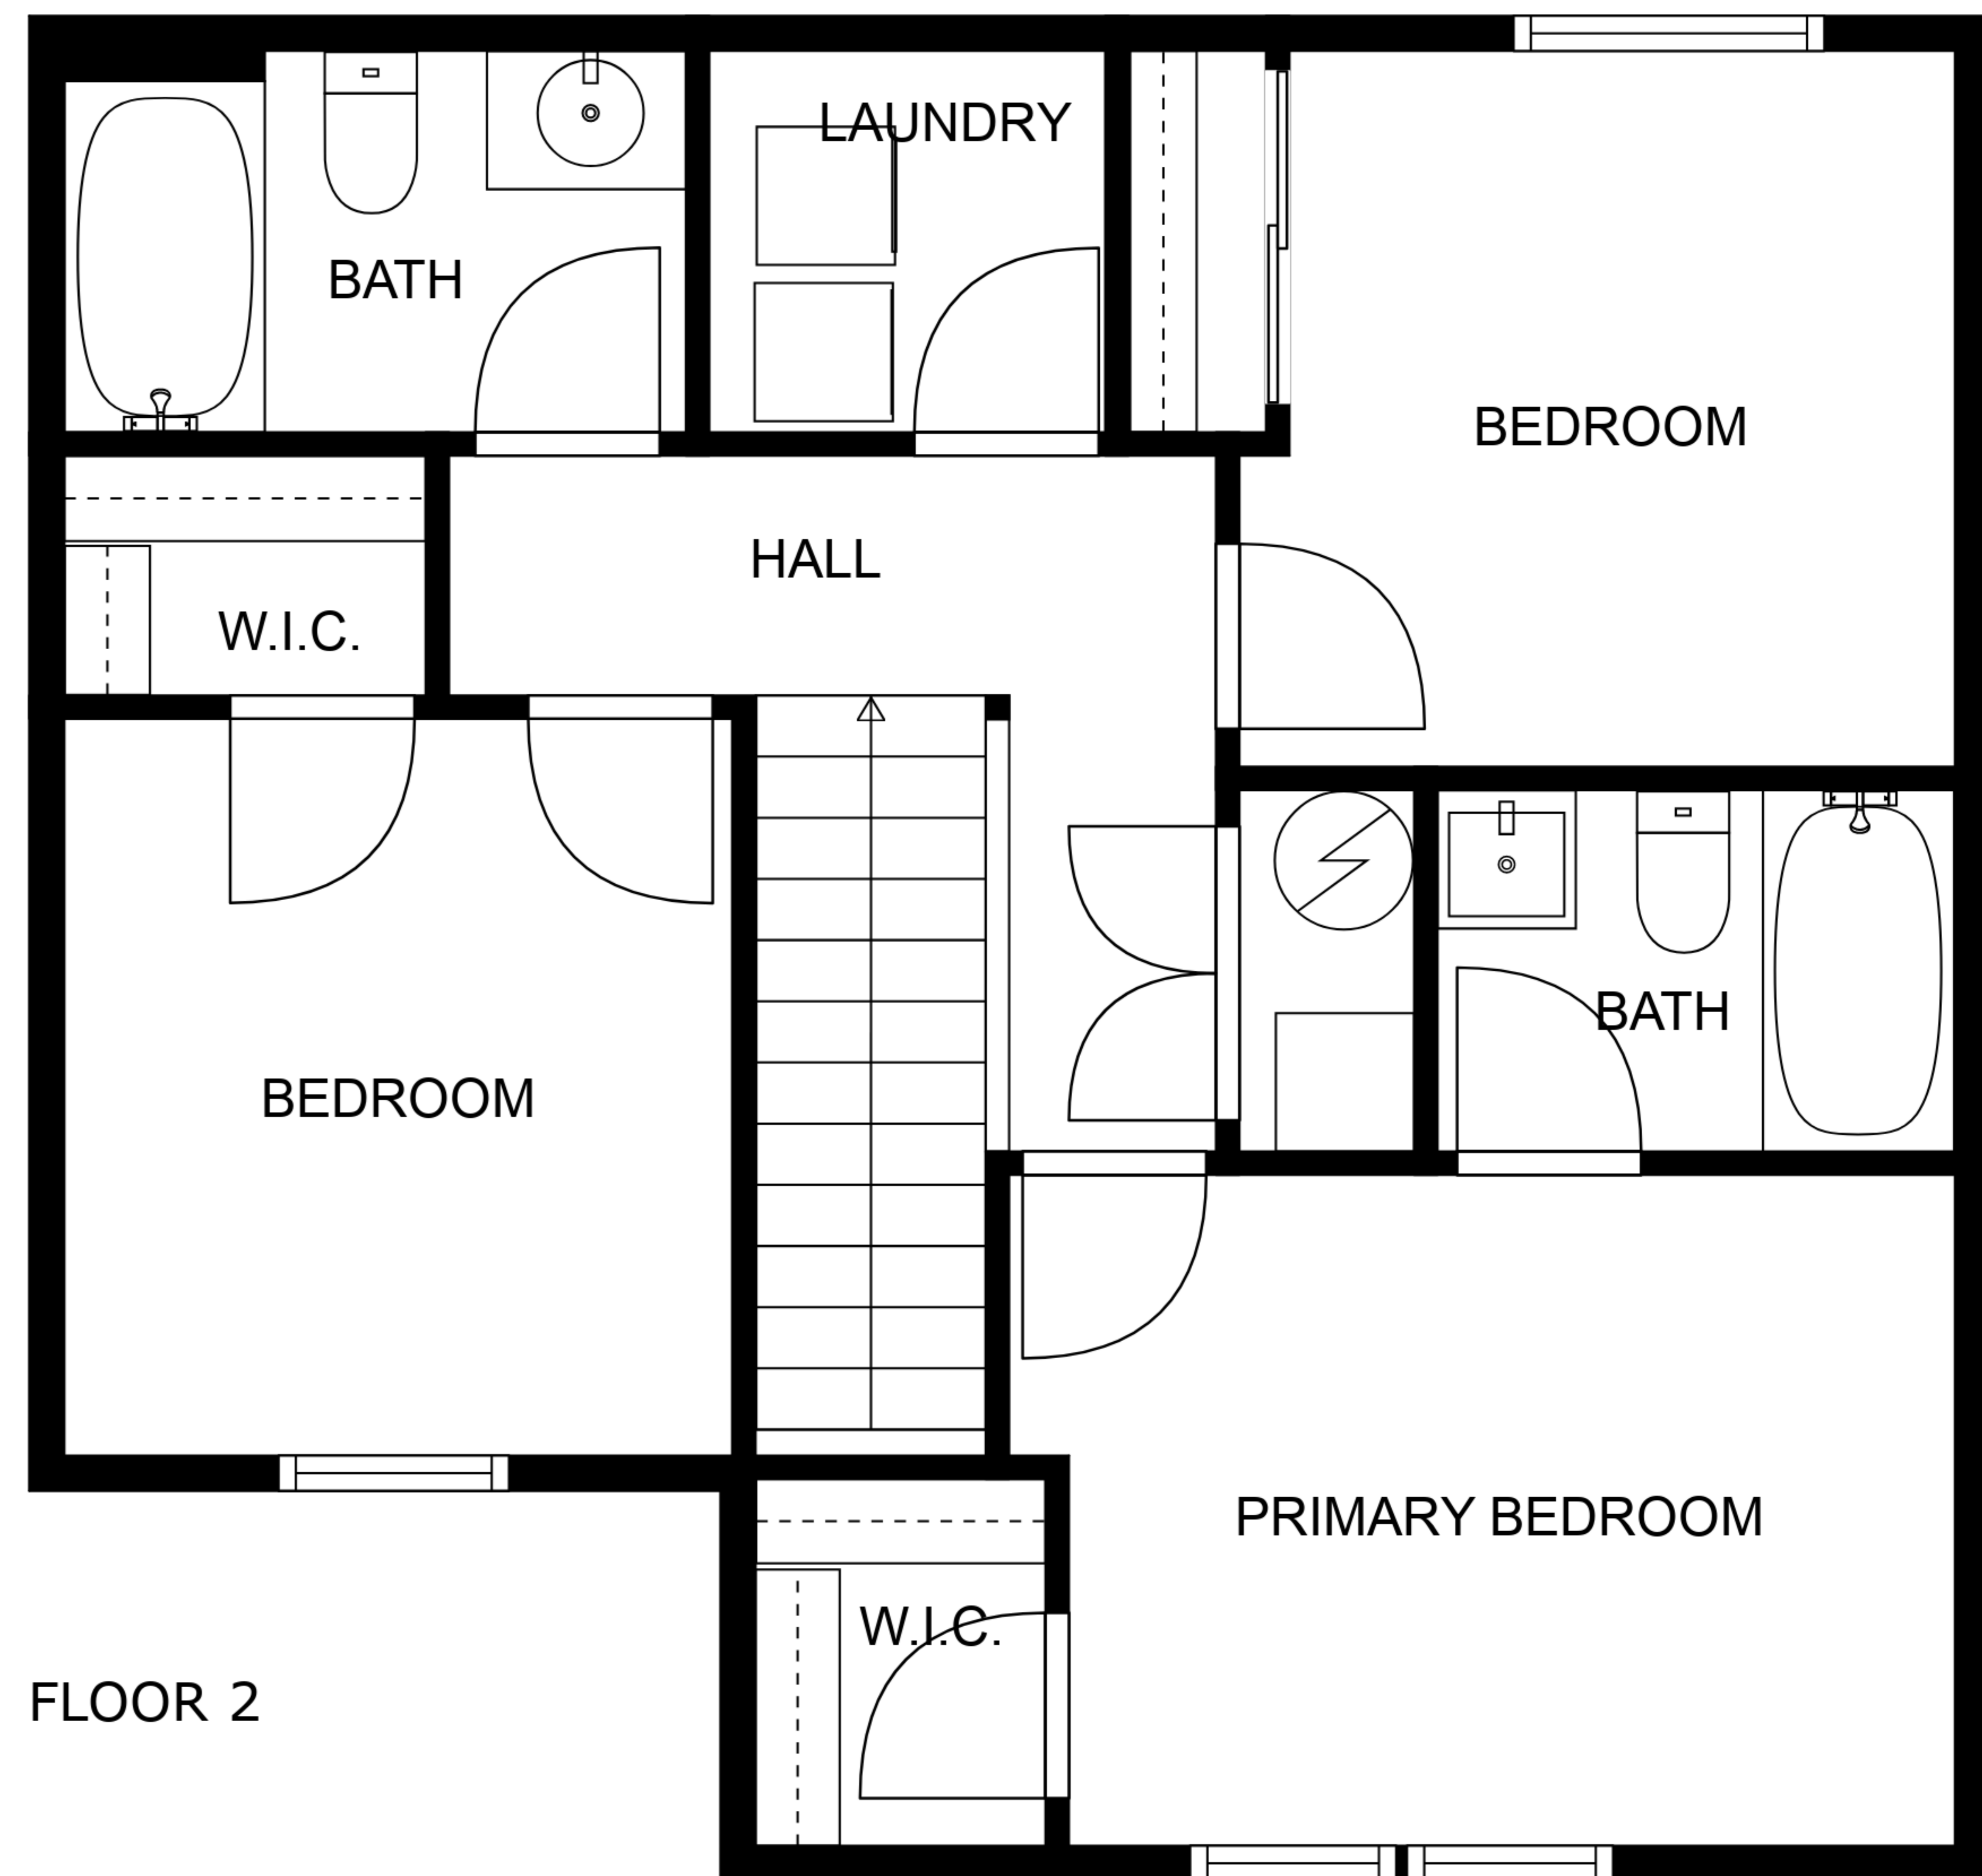 LAUNDRY
BATH
BEDROOM
HALL
W.I.C.
BATH
BEDROOM
PRIMARY BEDROOM
W.I.C.
FLOOR 2